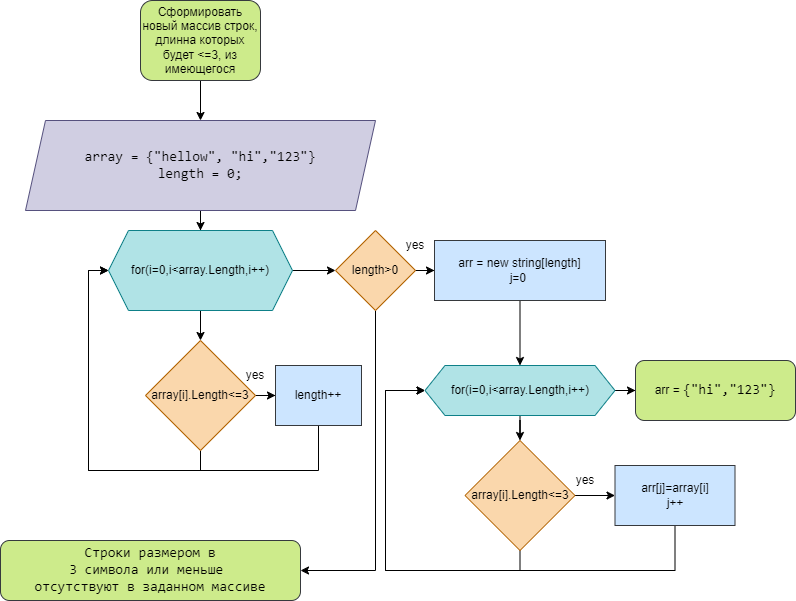 Сформировать
новый массив строк,
длинна которых
будет <=3, из
имеющегося
array = {"hellow", "hi","123"}
length = 0;
for(i=0,i<array.Length,i++)
length>0
yes
arr = new string[length]
j=0
array[i].Length<=3
yes
length++
for(i=0,i<array.Length,i++)
arr = {"hi","123"}
array[i].Length<=3
yes
arr[j]=array[i]
j++
Строки размером в
3 символа или меньше
отсутствуют в заданном массиве